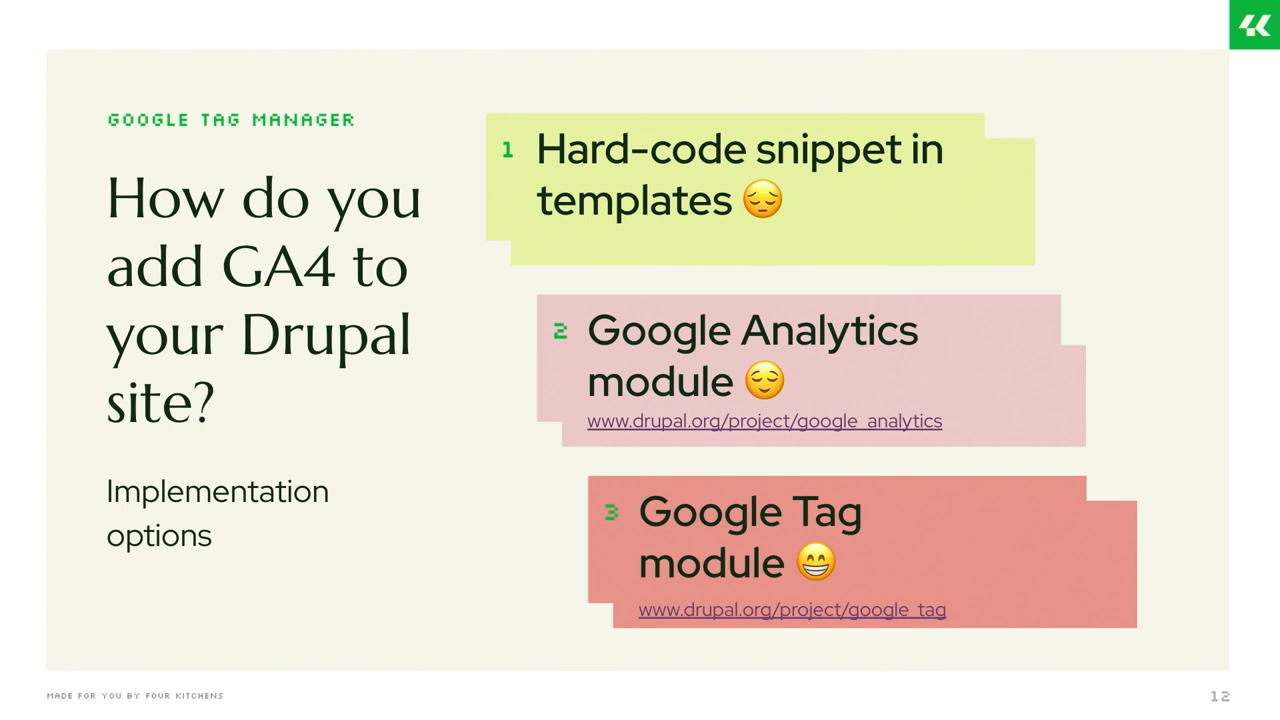 GOOGLE TAG MANAGER
How do you
add GA4 to
your Drupal
site?
Implementation
options
1 Hard-code snippet in
templates 😔
2 Google Analytics
module 😌
www.drupal.org/project/google_analytics
3 Google Tag
module 😁
www.drupal.org/project/google_tag
MADE FOR YOU BY FOUR KITCHENS
12